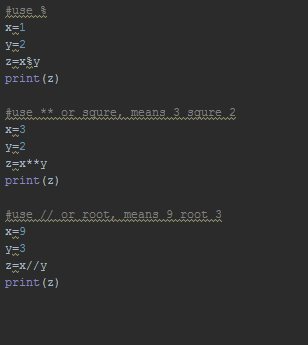 #use %
x=1
y=2
z=x%y
print(z)
#use ** or squre, means 3 squre 2
x=3
y=2
z=x**y
print(z)
#use // or root, means 9 root 3
x=9
y=3
z=x//y
print(z)